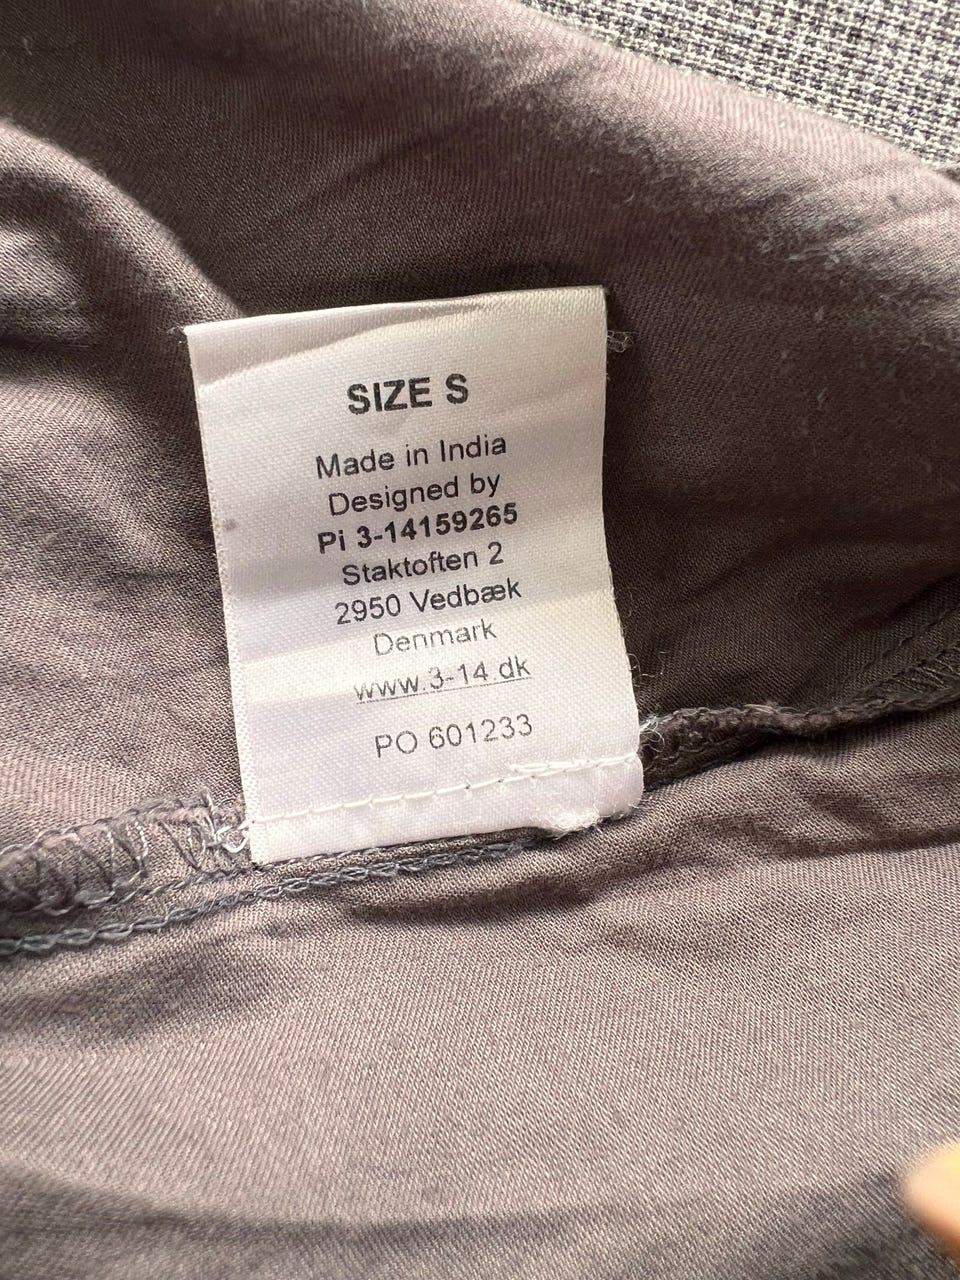 SIZE S
Made in India
Designed by
Pi 3-14159265
Staktoften 2
2950 Vedbæk
Denmark
www.3-14.dk
PO 601233